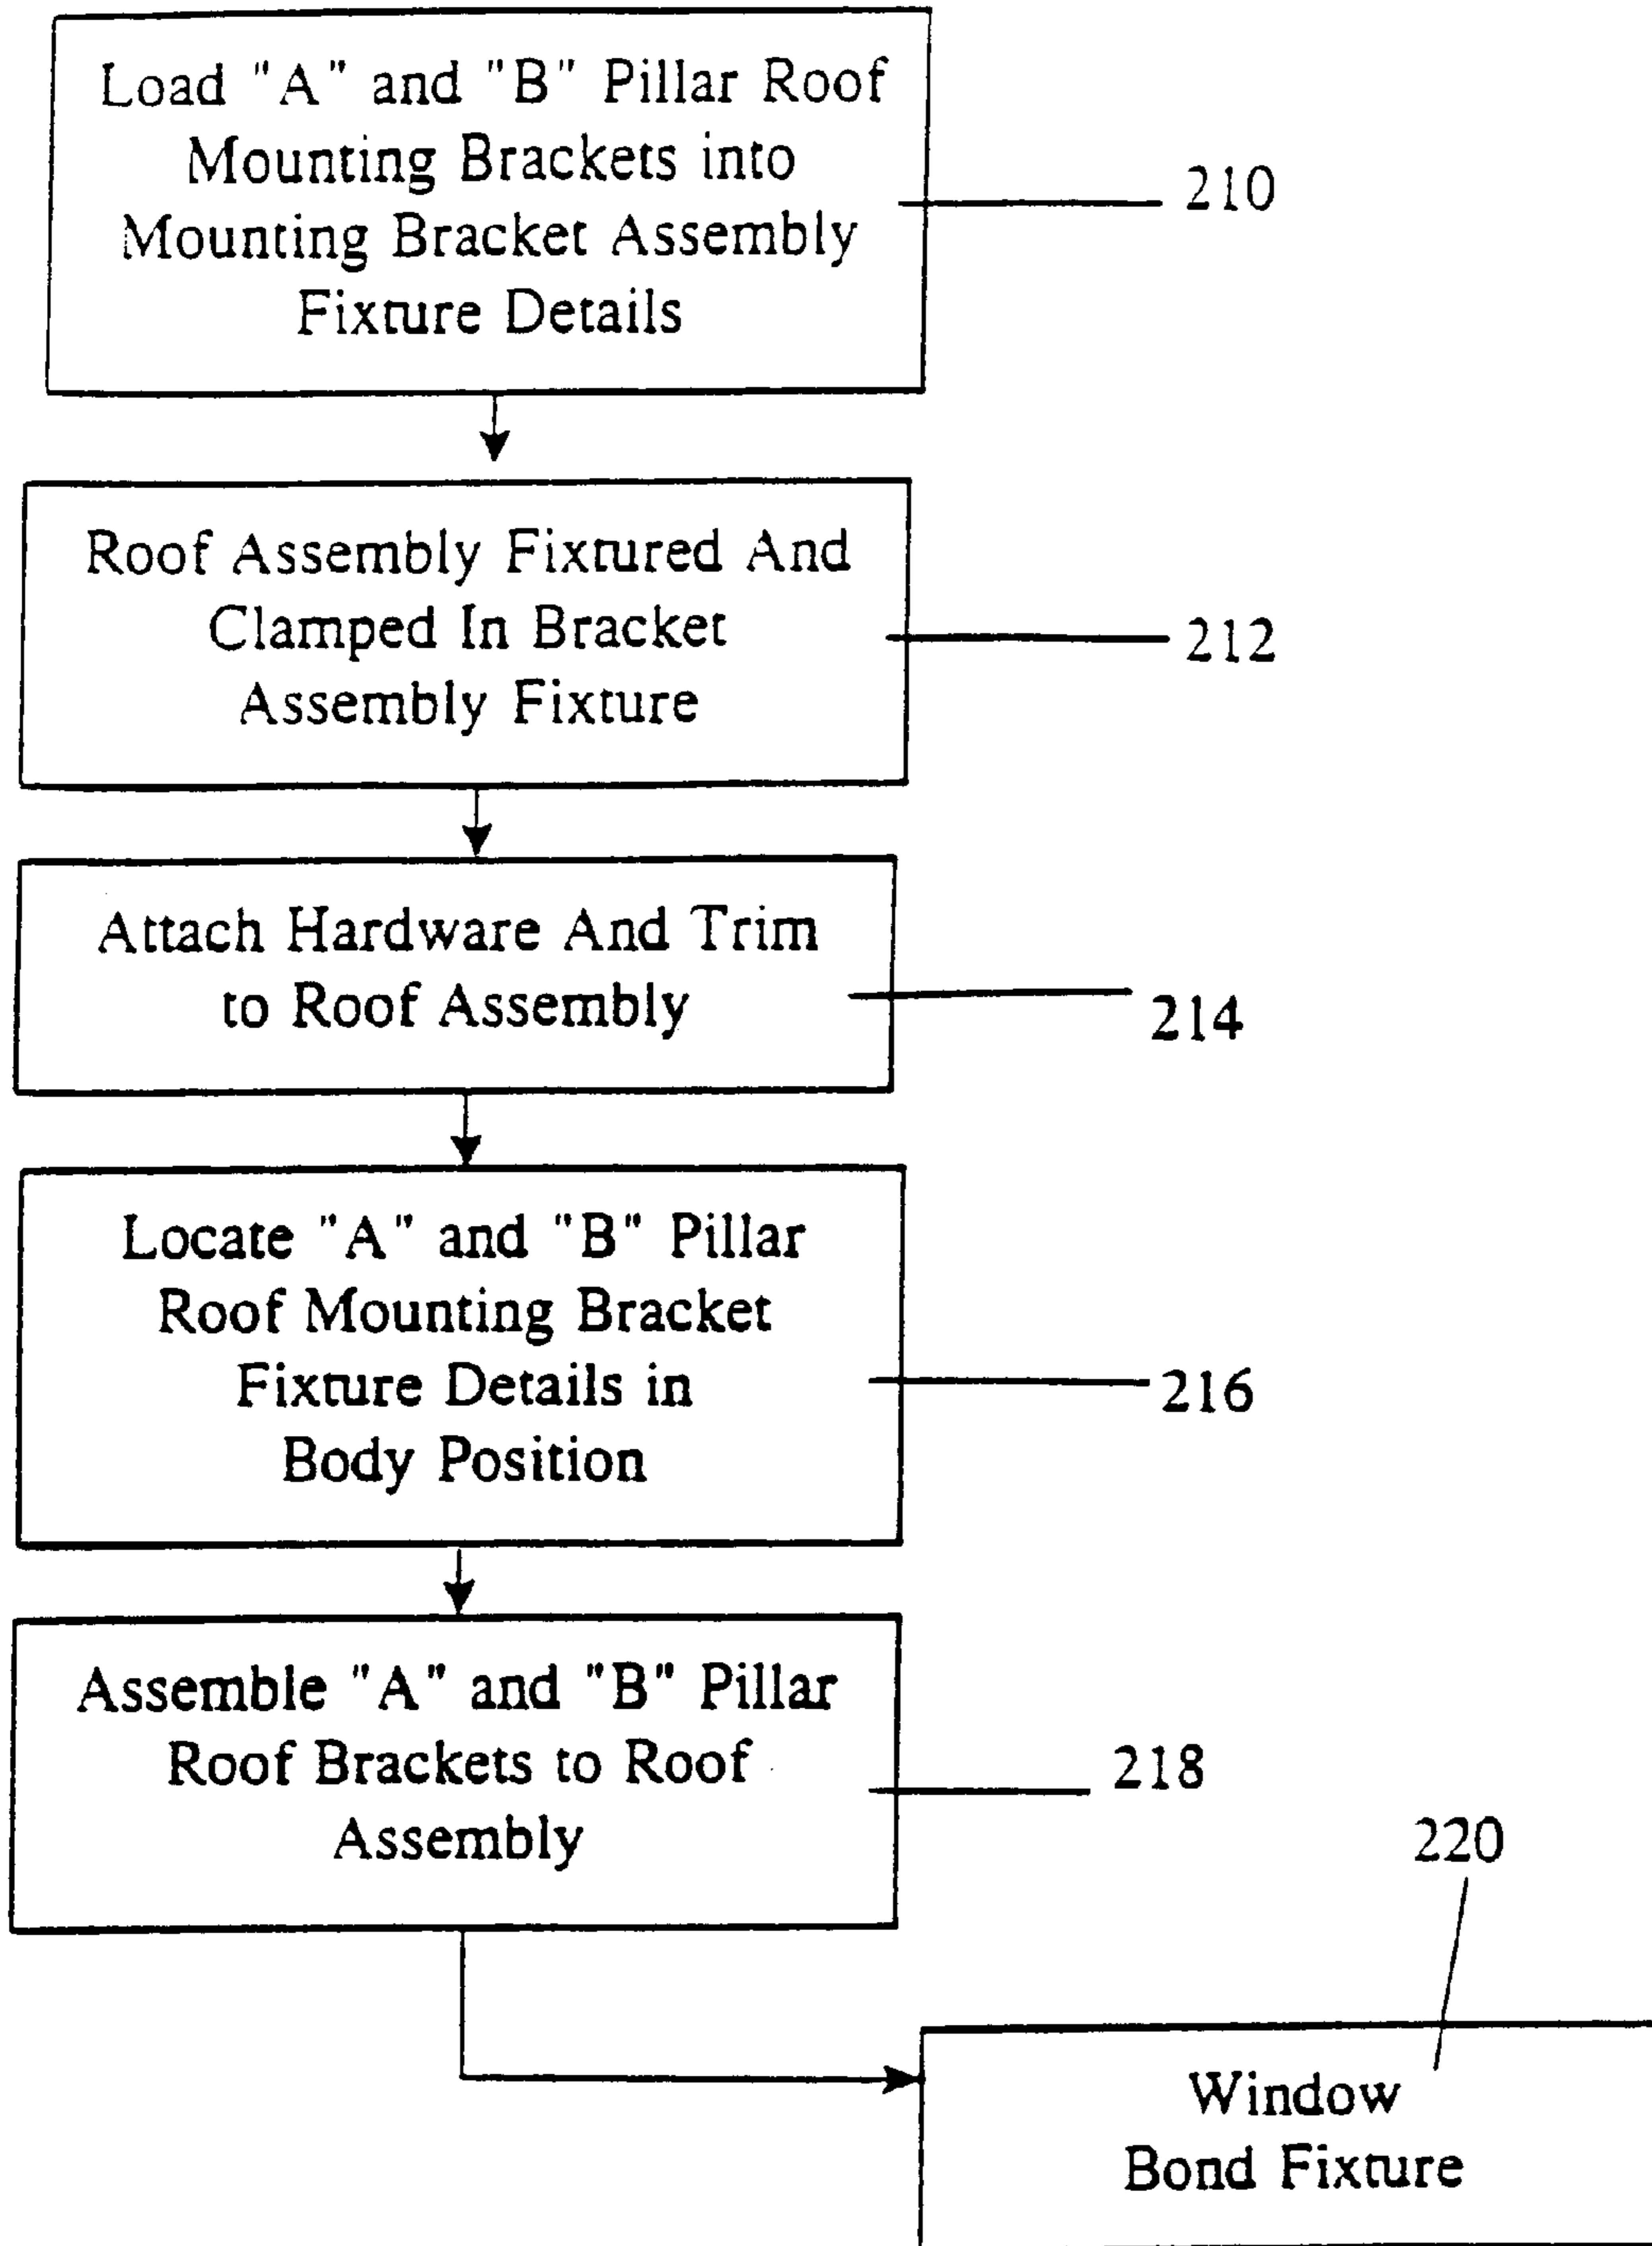 Load "A" and "B" Pillar Roof
Mounting Brackets into
Mounting Bracket Assembly
Fixture Details
210
Roof Assembly Fixtured And
Clamped In Bracket
Assembly Fixture
212
Attach Hardware And Trim
to Roof Assembly
214
Locate "A" and "B" Pillar
Roof Mounting Bracket
Fixture Details in
Body Position
216
Assemble "A" and "B" Pillar
Roof Brackets to Roof
Assembly
218
220
Window
Bond Fixture